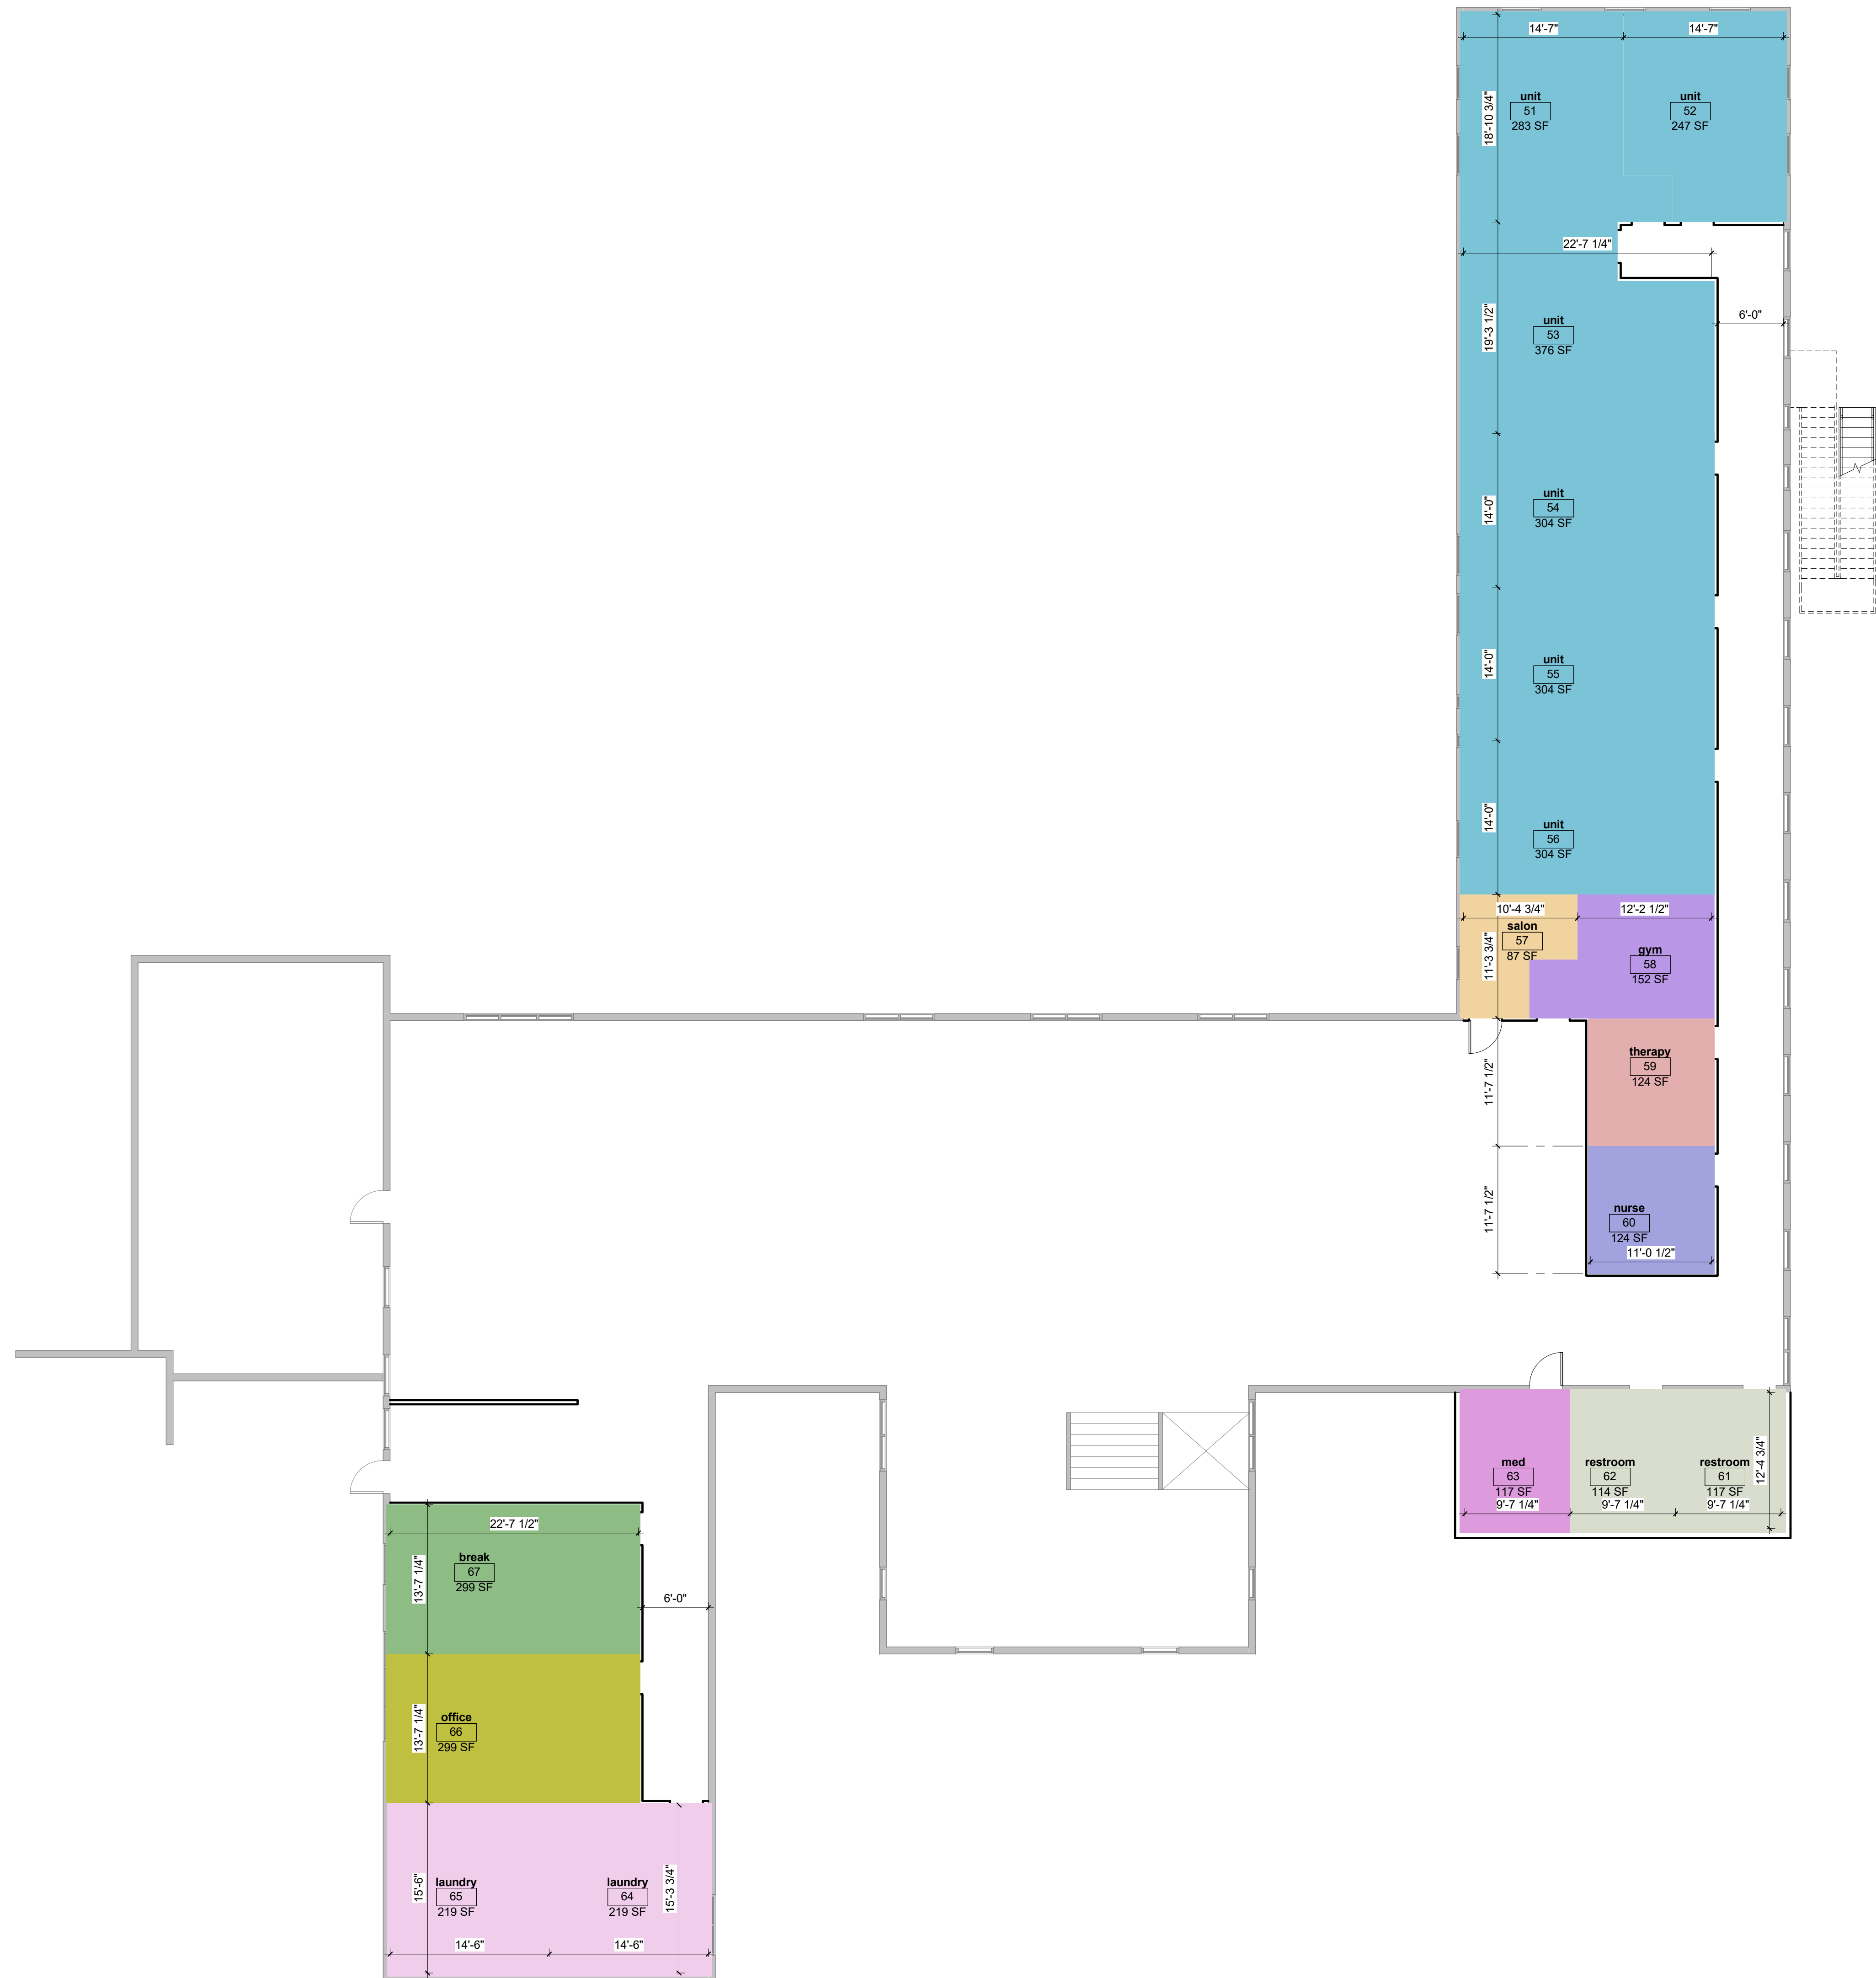 14'-7"
14'-7"
18'-10 3/4"
unit
51
283 SF
unit
52
247 SF
22'-7 1/4"
19'-3 1/2"
6'-0"
unit
53
376 SF
14'-0"
unit
54
304 SF
14'-0"
unit
55
304 SF
14'-0"
unit
56
304 SF
10'-4 3/4"
12'-2 1/2"
11'-3 3/4"
salon
57
87 SF
gym
58
152 SF
11'-7 1/2"
therapy
59
124 SF
11'-7 1/2"
nurse
60
124 SF
11'-0 1/2"
med
63
117 SF
restroom
62
114 SF
restroom
61
117 SF
12'-4 3/4"
9'-7 1/4"
9'-7 1/4"
9'-7 1/4"
22'-7 1/2"
13'-7 1/4"
break
67
299 SF
6'-0"
13'-7 1/4"
office
66
299 SF
15'-6"
laundry
65
219 SF
laundry
64
219 SF
15'-3 3/4"
14'-6"
14'-6"